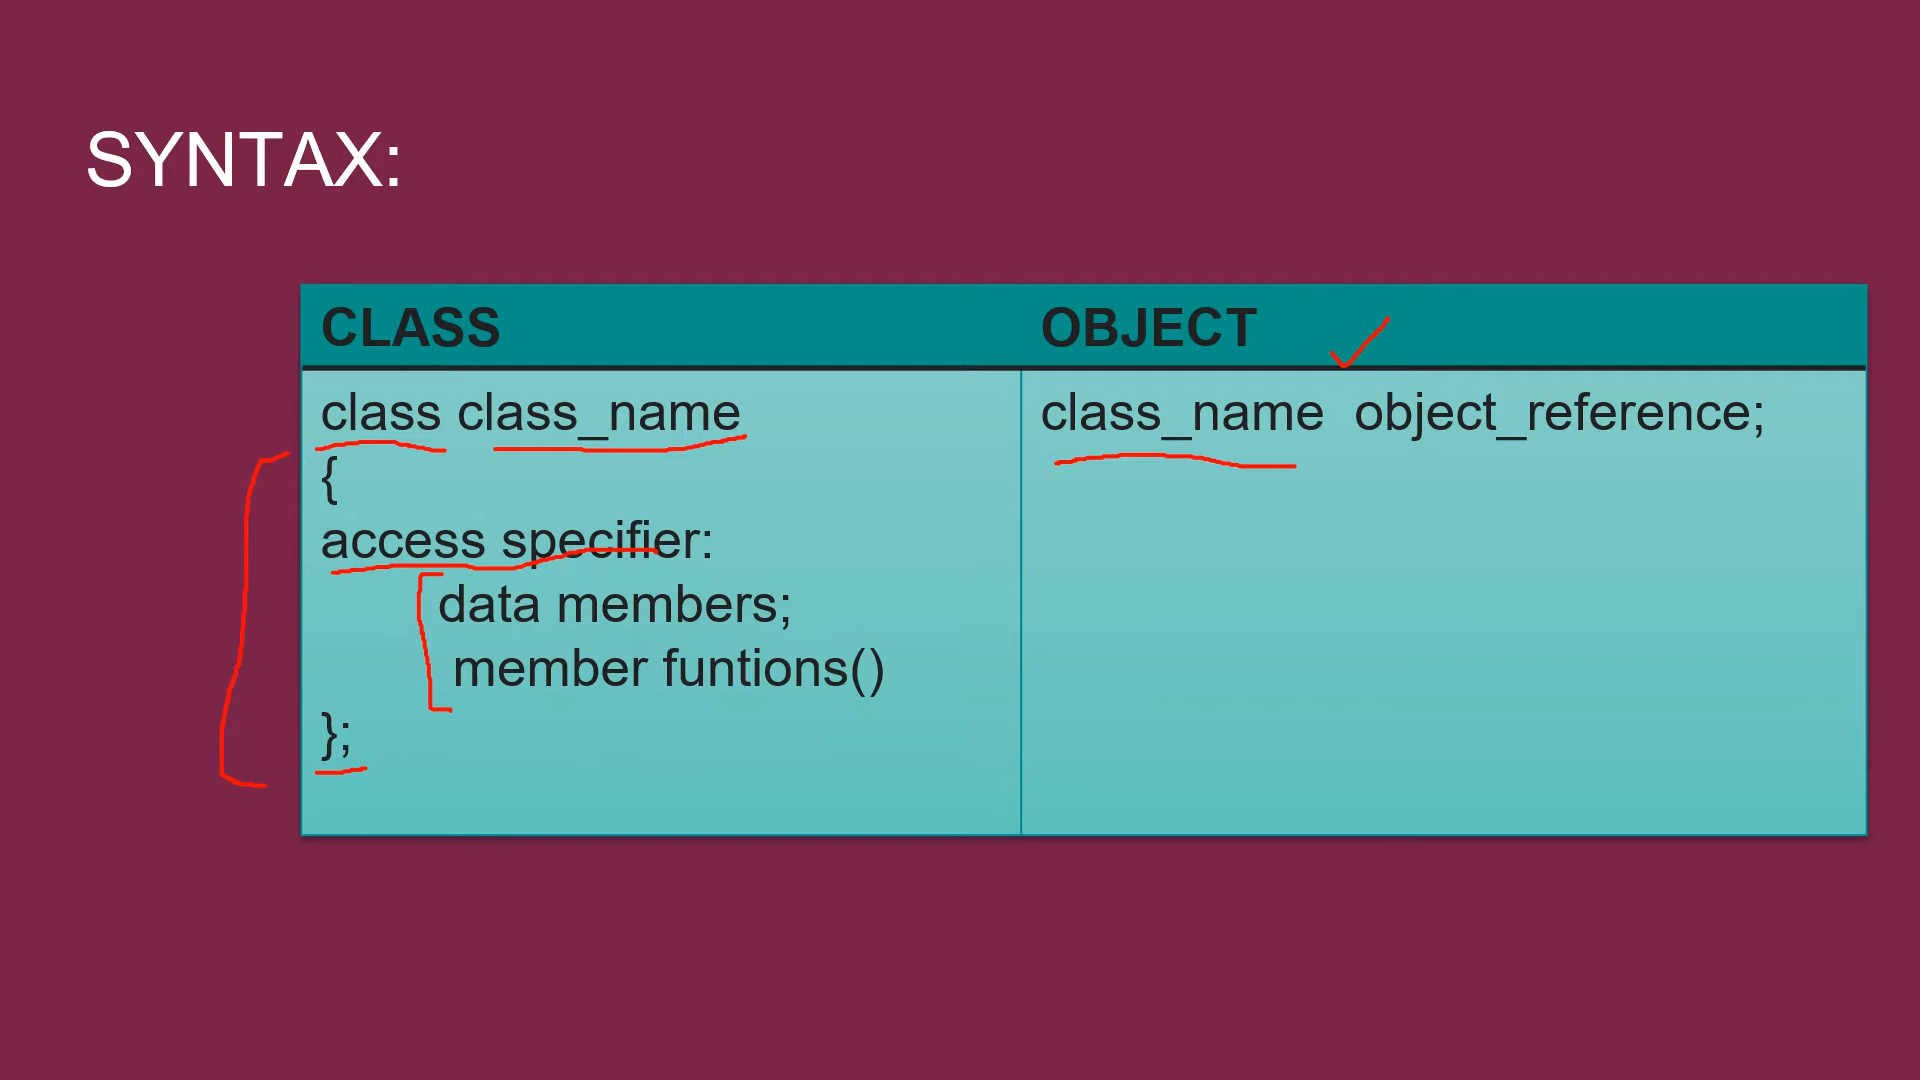 SYNTAX:
CLASS
OBJECT
class class_name
{
access specifier:
data members;
member funtions()
};
class_name object_reference;